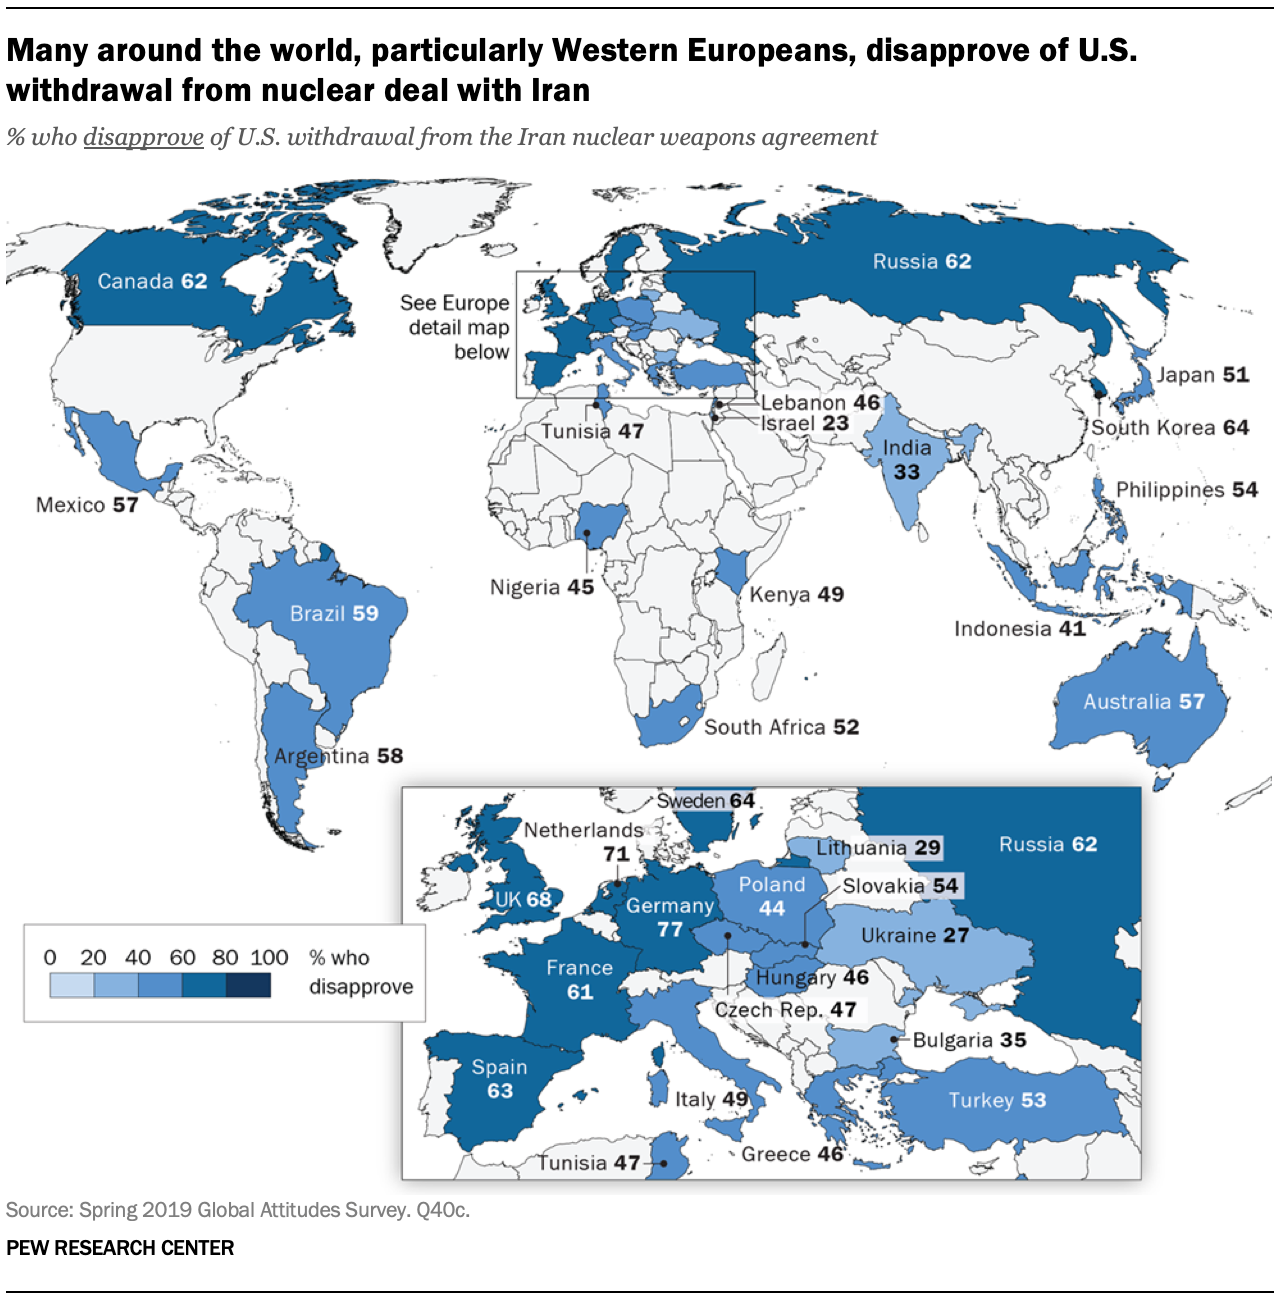 Many around the world, particularly Western Europeans, disapprove of U.S.
withdrawal from nuclear deal with Iran
% who disapprove of U.S. withdrawal from the Iran nuclear weapons agreement
Canada 62
Russia 62
See Europe
detail map
below
Japan 51
Lebanon 46
Israel 23
South Korea 64
Tunisia 47
India
33
Philippines 54
Mexico 57
Nigeria 45
Kenya 49
Brazil 59
Indonesia 41
Australia 57
South Africa 52
Argentina 58
Sweden 64
Netherlands
71
Russia 62
Lithuania 29
Slovakia 54
Poland
44
UK 68
Germany
77
Ukraine 27
France
61
Hungary 46
Czech Rep. 47
Bulgaria 35
Spain
63
Italy 49
Turkey 53
Greece 46
Tunisia 47
0 20 40 60 80 100
% who
disapprove
Source: Spring 2019 Global Attitudes Survey. Q40c.
PEW RESEARCH CENTER